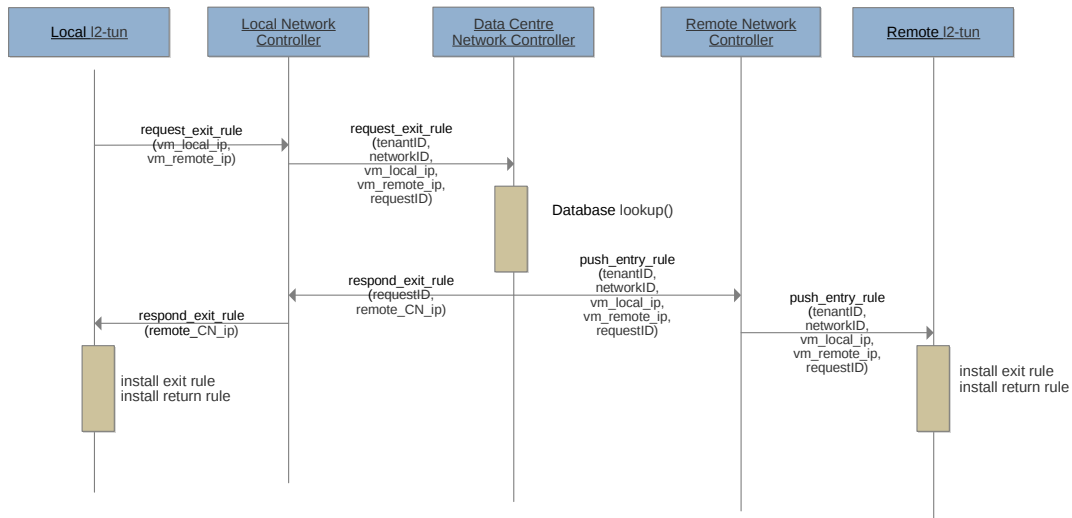 Local l2-tun
Local Network
Controller
Data Centre
Network Controller
Remote Network
Controller
Remote l2-tun
request_exit_rule
(vm_local_ip,
vm_remote_ip)
request_exit_rule
(tenantID,
networkID,
vm_local_ip,
vm_remote_ip,
requestID)
Database lookup()
respond_exit_rule
(requestID,
remote_CN_ip)
push_entry_rule
(tenantID,
networkID,
vm_local_ip,
vm_remote_ip,
requestID)
respond_exit_rule
(remote_CN_ip)
push_entry_rule
(tenantID,
networkID,
vm_local_ip,
vm_remote_ip,
requestID)
install exit rule
install return rule
install exit rule
install return rule